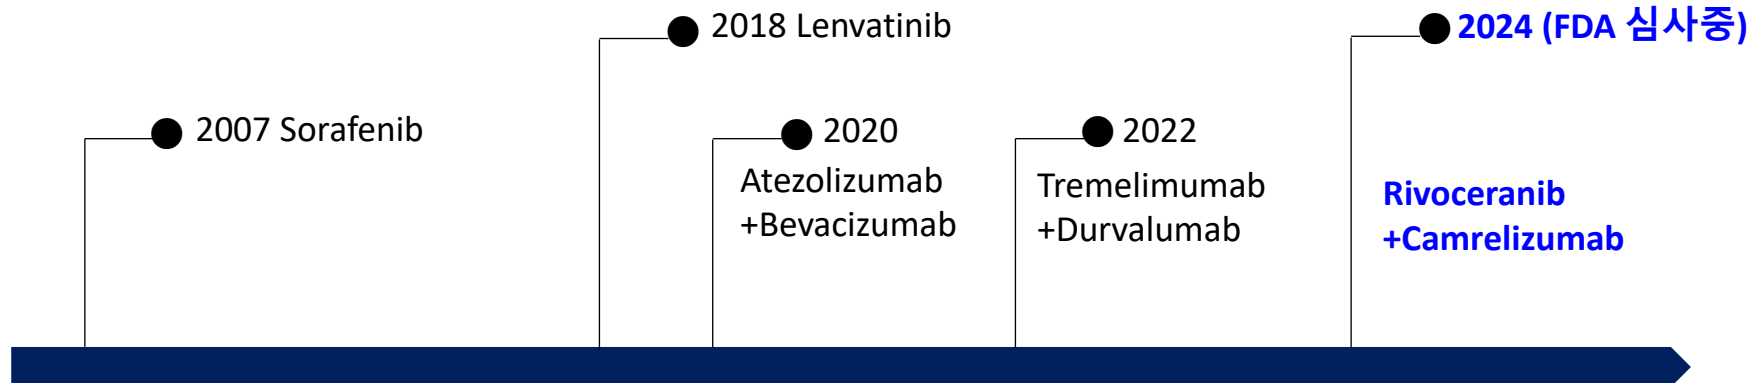 2007 Sorafenib
2018 Lenvatinib
2020
Atezolizumab
+Bevacizumab
2022
Tremelimumab
+Durvalumab
2024 (FDA 심사중)
Rivoceranib
+Camrelizumab